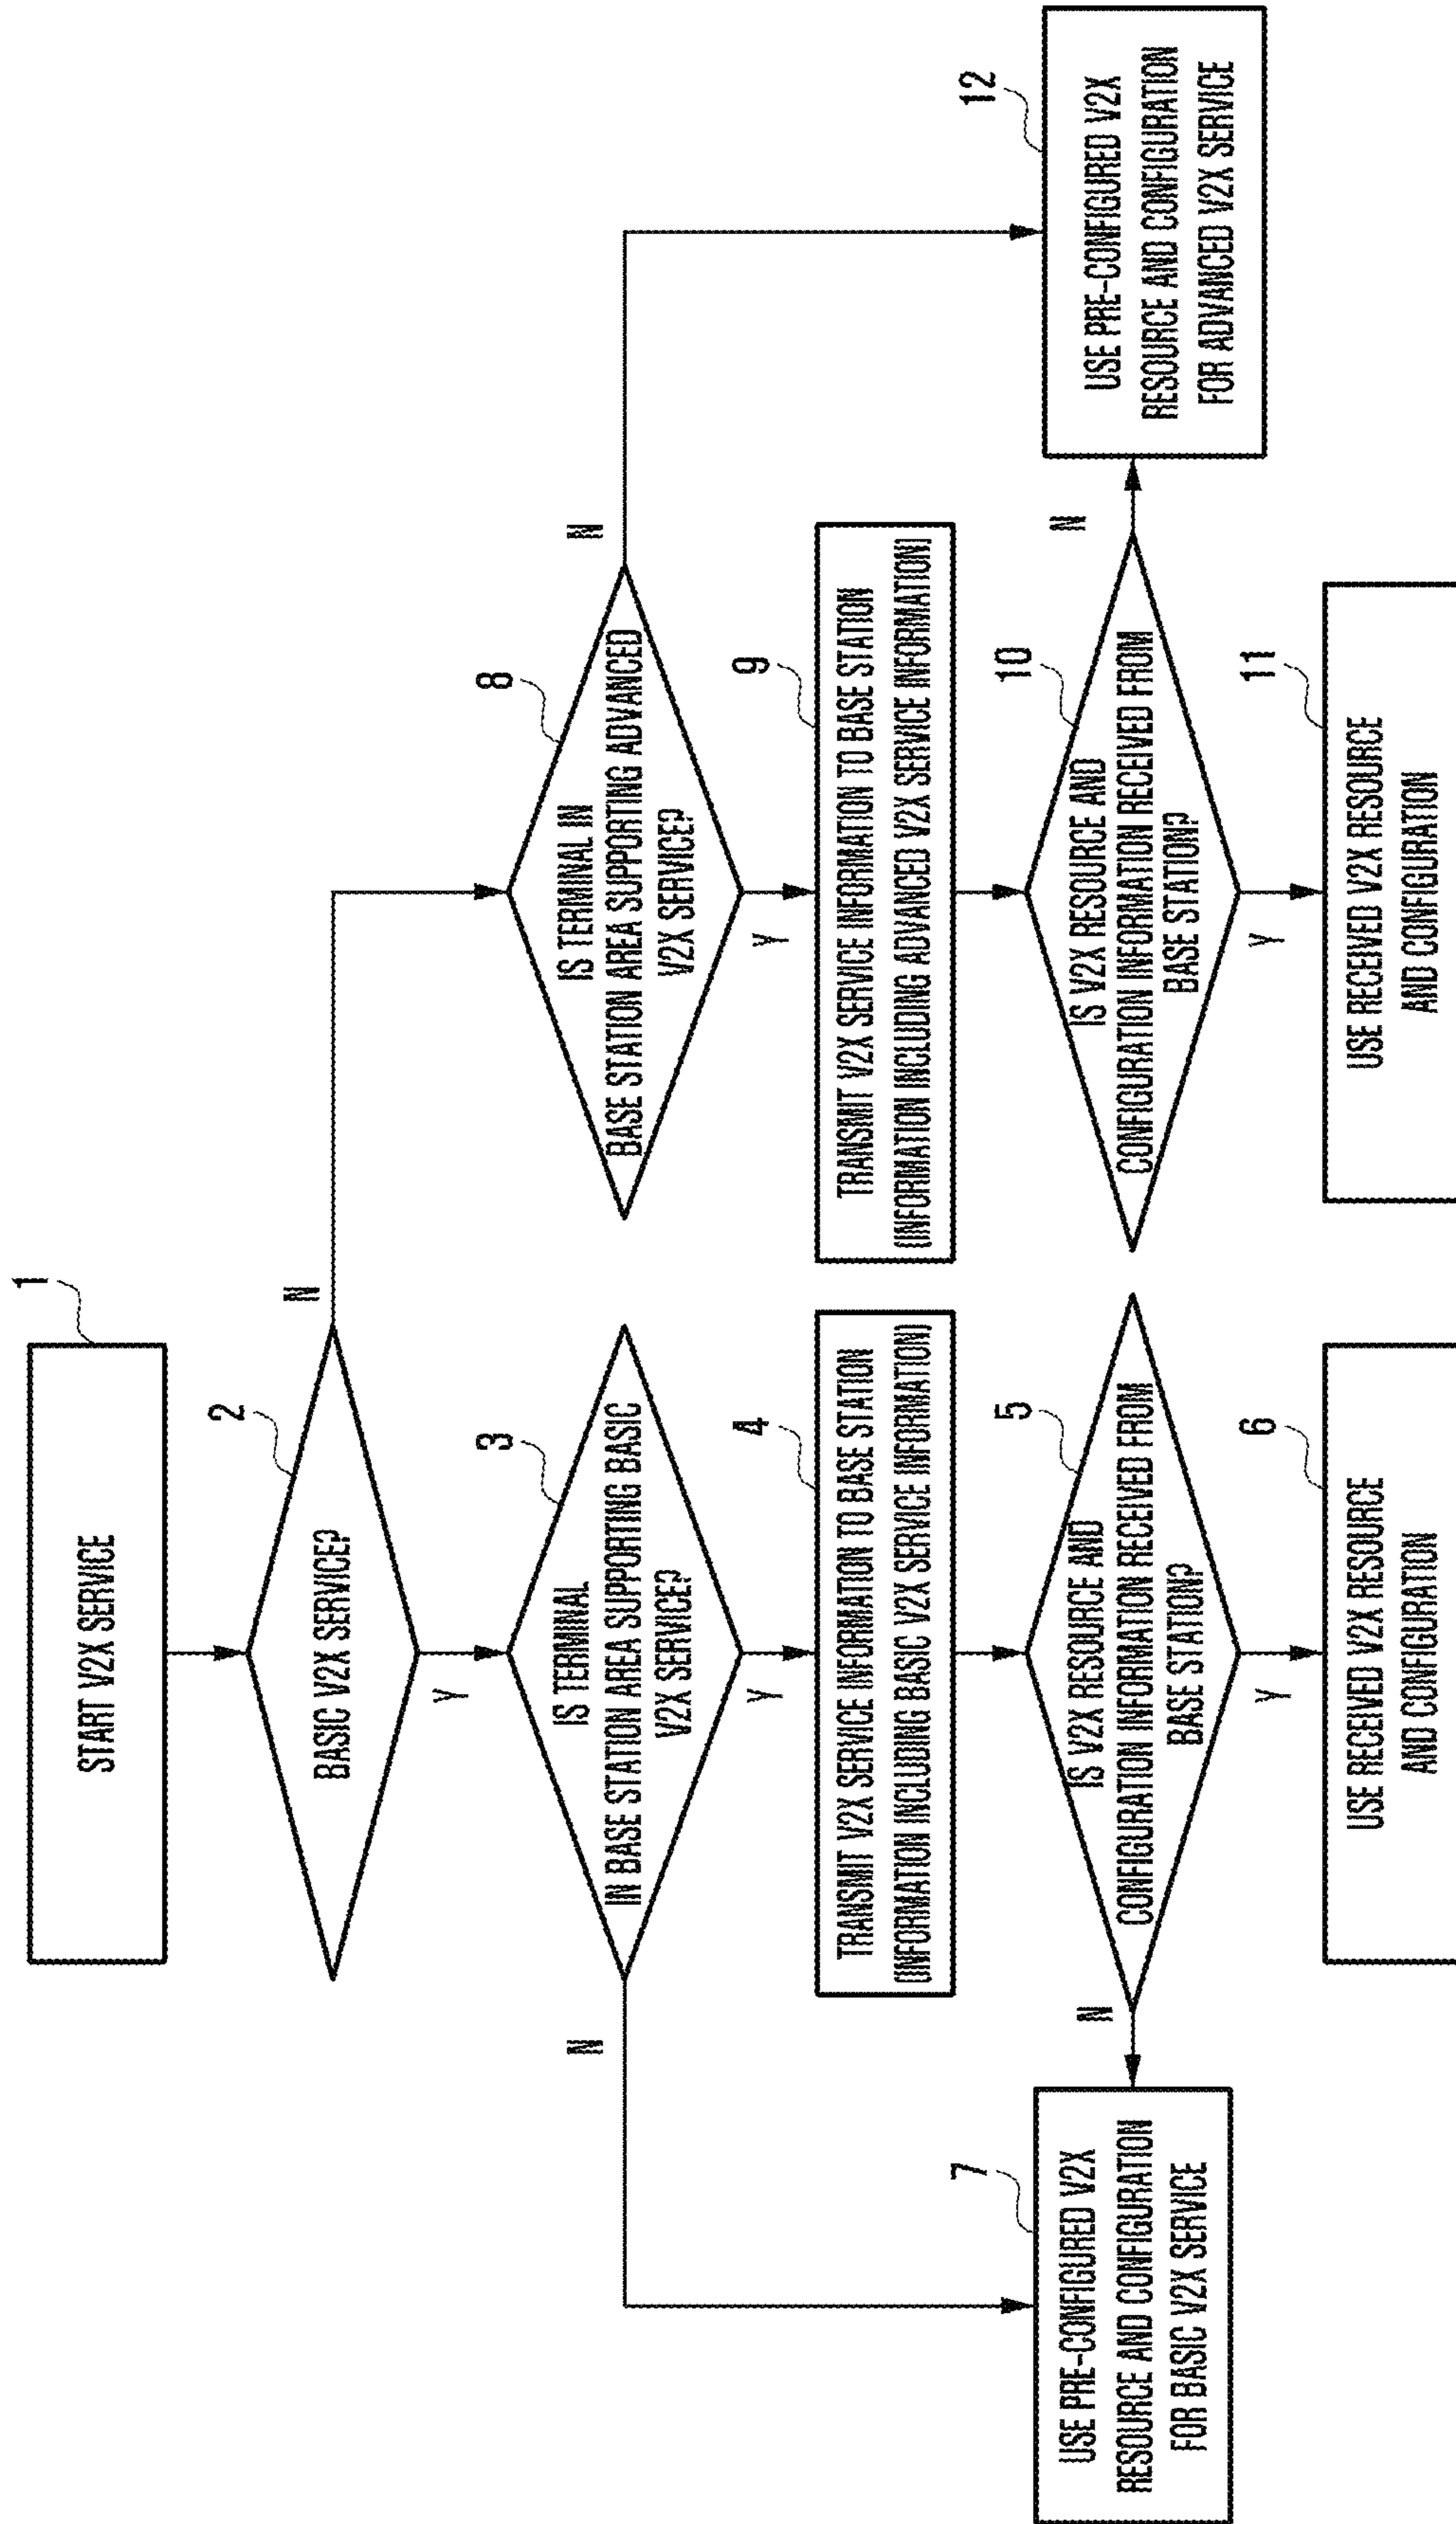 1
START V2X SERVICE
2
BASIC V2X SERVICE?
N
Y
3
IS TERMINAL
IN BASE STATION AREA SUPPORTING BASIC
V2X SERVICE?
N
Y
4
TRANSMIT V2X SERVICE INFORMATION TO BASE STATION
(INFORMATION INCLUDING BASIC V2X SERVICE INFORMATION)
5
IS V2X RESOURCE AND
CONFIGURATION INFORMATION RECEIVED FROM
BASE STATION?
N
Y
6
USE RECEIVED V2X RESOURCE
AND CONFIGURATION
7
USE PRE-CONFIGURED V2X
RESOURCE AND CONFIGURATION
FOR BASIC V2X SERVICE
8
IS TERMINAL IN
BASE STATION AREA SUPPORTING ADVANCED
V2X SERVICE?
N
Y
9
TRANSMIT V2X SERVICE INFORMATION TO BASE STATION
(INFORMATION INCLUDING ADVANCED V2X SERVICE INFORMATION)
10
IS V2X RESOURCE AND
CONFIGURATION INFORMATION RECEIVED FROM
BASE STATION?
N
Y
11
USE RECEIVED V2X RESOURCE
AND CONFIGURATION
12
USE PRE-CONFIGURED V2X
RESOURCE AND CONFIGURATION
FOR ADVANCED V2X SERVICE